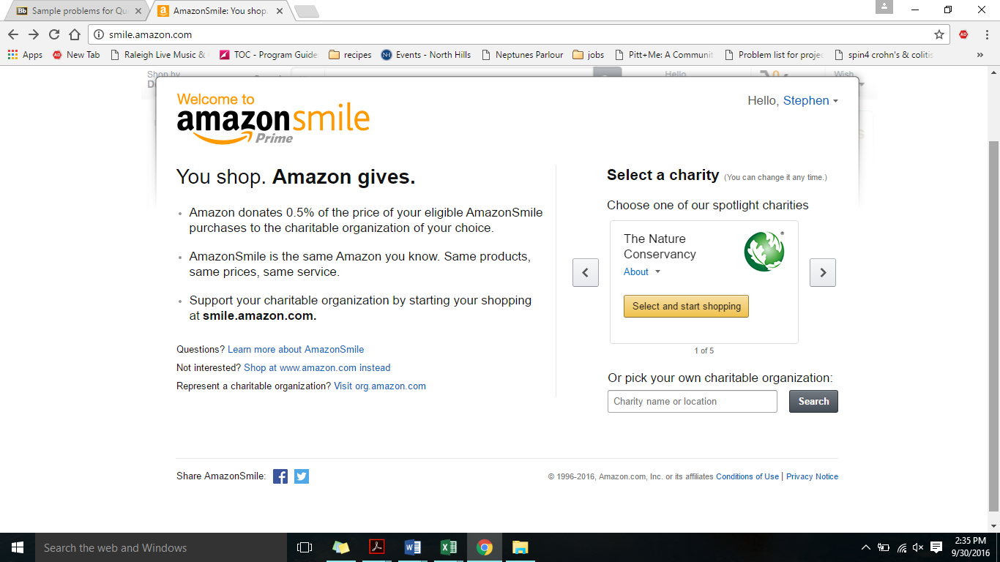 Sample problems for Qui
AmazonSmile: You shop.
smile.amazon.com
Apps
New Tab
Raleigh Live Music &
TOC - Program Guide
recipes
Events - North Hills
Neptunes Parlour
jobs
Pitt+Me: A Communit
Problem list for projec
spin4 crohn's & colitis
»
Shop by
Hello
Wish
Welcome to
amazonsmile
Prime
Hello, Stephen
You shop. Amazon gives.
Amazon donates 0.5% of the price of your eligible AmazonSmile
purchases to the charitable organization of your choice.
AmazonSmile is the same Amazon you know. Same products,
same prices, same service.
Support your charitable organization by starting your shopping
at smile.amazon.com.
Questions? Learn more about AmazonSmile
Not interested? Shop at www.amazon.com instead
Represent a charitable organization? Visit org.amazon.com
Select a charity (You can change it any time.)
Choose one of our spotlight charities
The Nature
Conservancy
®
About
Select and start shopping
1 of 5
Or pick your own charitable organization:
Charity name or location
Search
Share AmazonSmile:
© 1996-2016, Amazon.com, Inc. or its affiliates Conditions of Use | Privacy Notice
Search the web and Windows
2:35 PM
9/30/2016